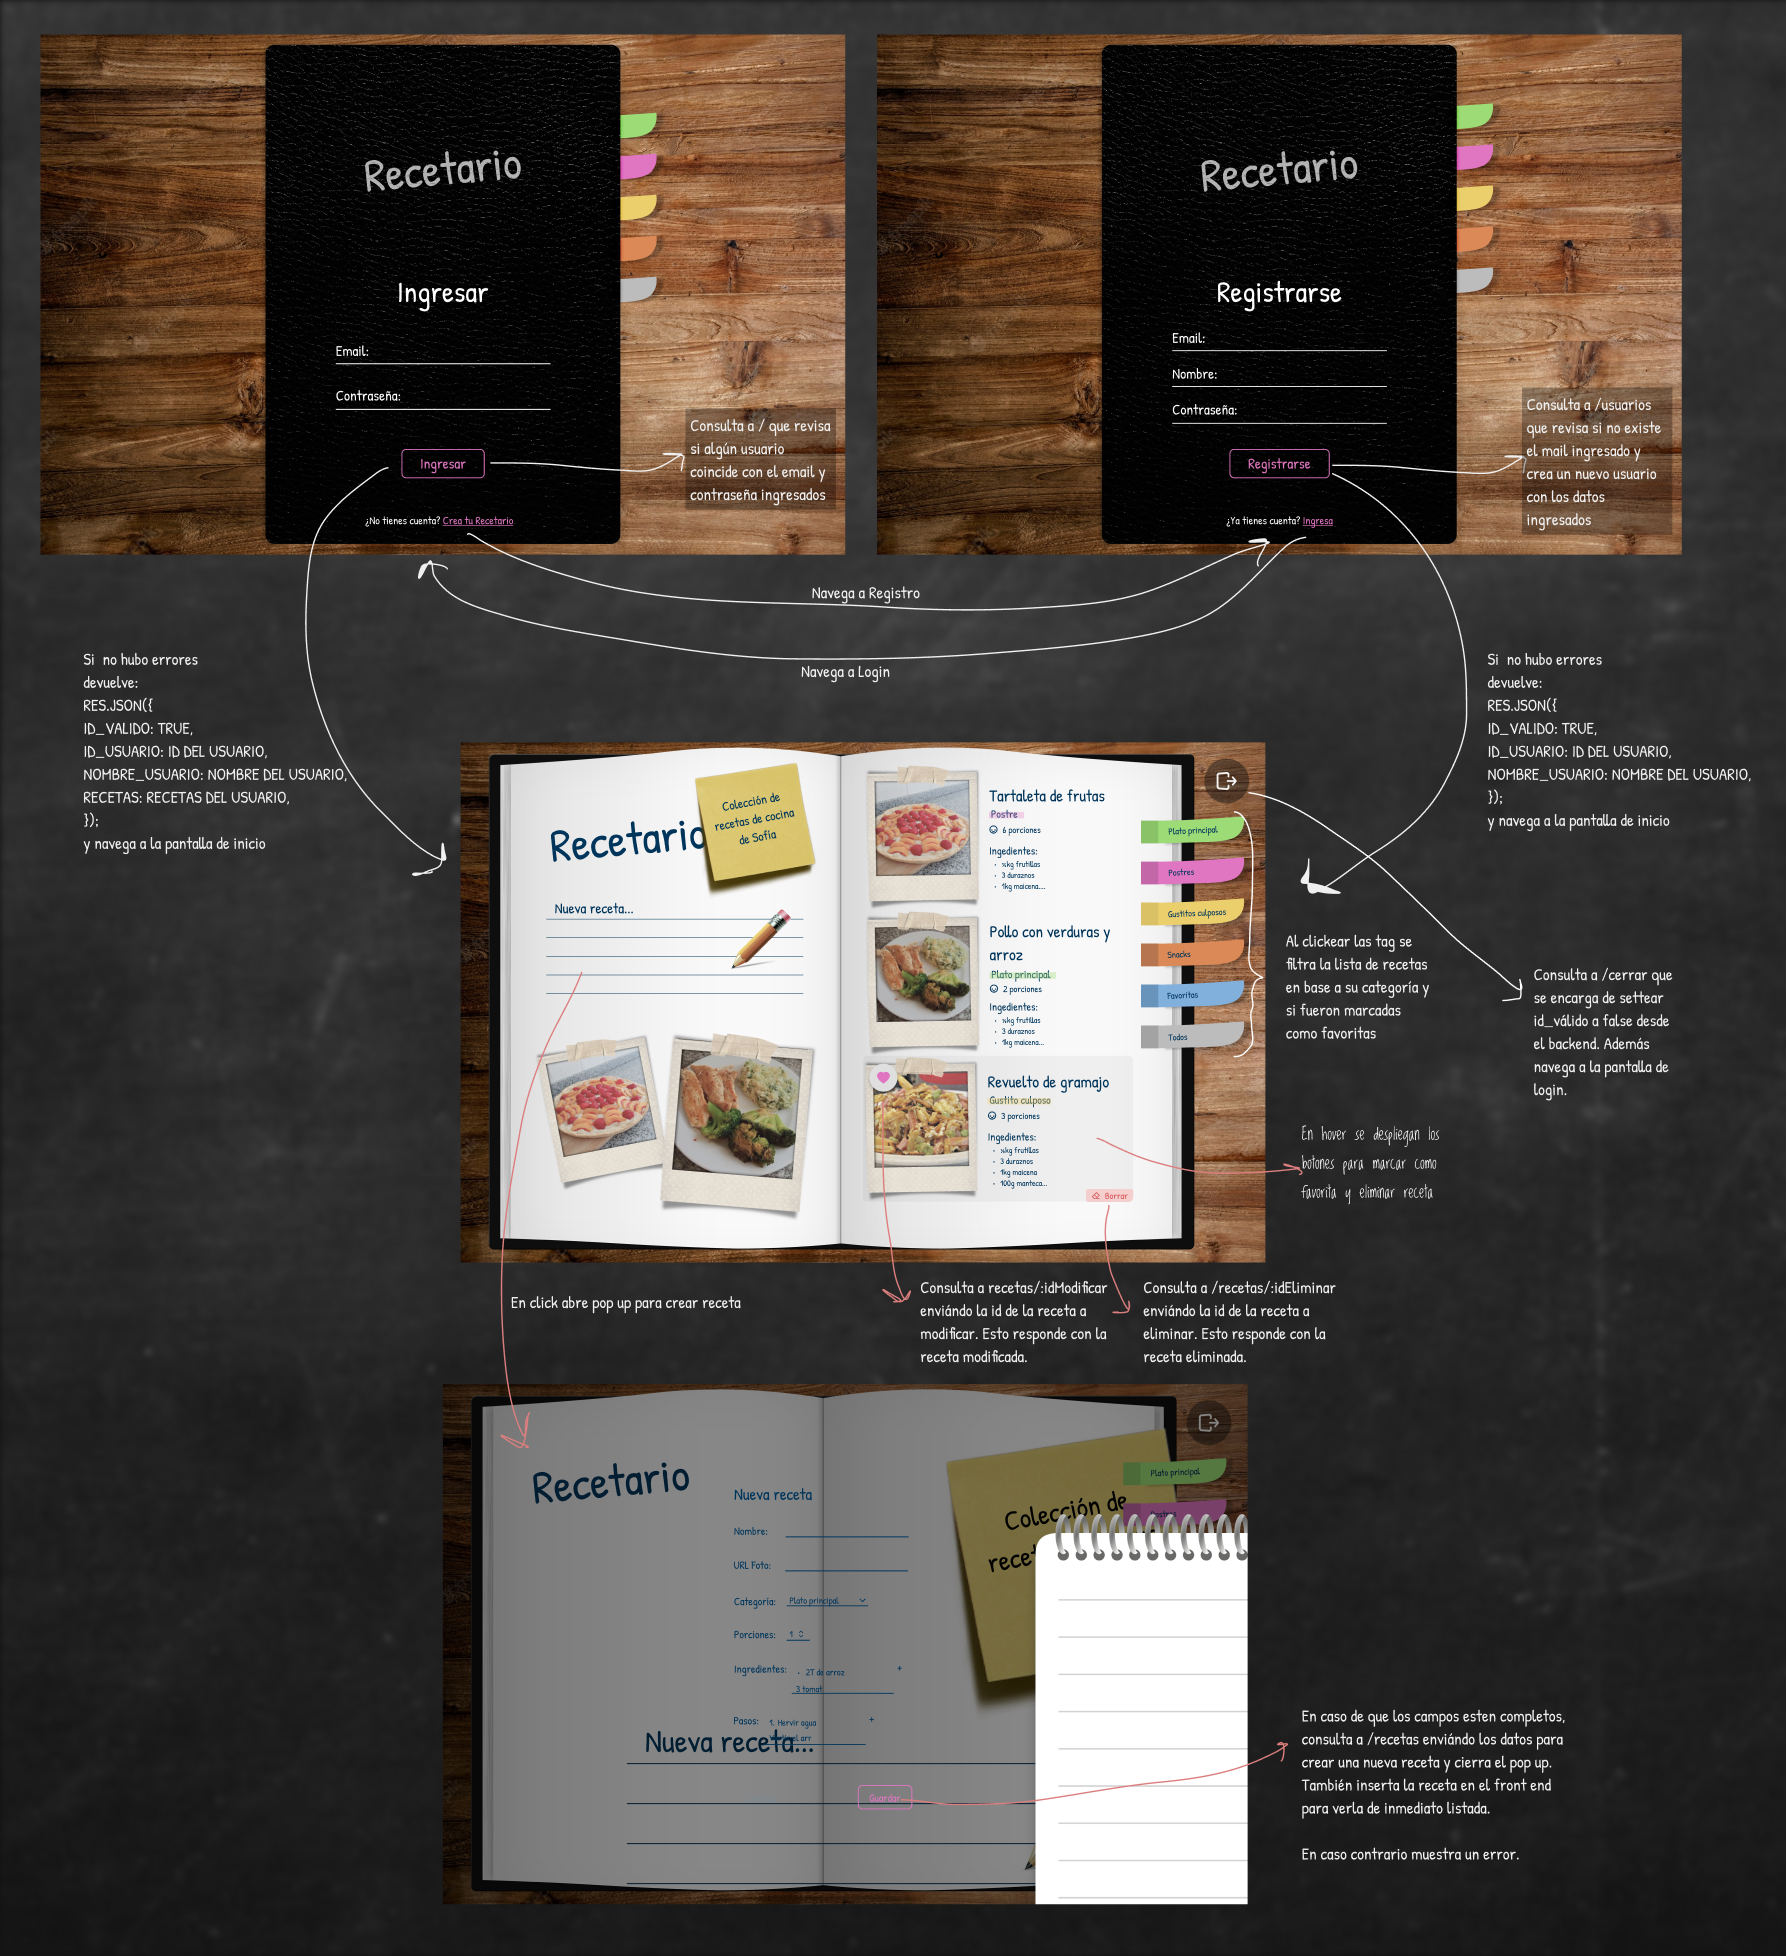 Recetario
Ingresar
Email:
Contraseña:
Ingresar
¿No tienes cuenta? Crea tu Recetario
Consulta a / que revisa
si algún usuario
coincide con el email y
contraseña ingresados
Recetario
Registrarse
Email:
Nombre:
Contraseña:
Registrarse
¿Ya tienes cuenta? Ingresa
Consulta a /usuarios
que revisa si no existe
el mail ingresado y
crea un nuevo usuario
con los datos
ingresados
Navega a Registro
Navega a Login
Si  no hubo errores
devuelve:
RES.JSON({
ID_VALIDO: TRUE,
ID_USUARIO: ID DEL USUARIO,
NOMBRE_USUARIO: NOMBRE DEL USUARIO,
RECETAS: RECETAS DEL USUARIO,
});
y navega a la pantalla de inicio
Si  no hubo errores
devuelve:
RES.JSON({
ID_VALIDO: TRUE,
ID_USUARIO: ID DEL USUARIO,
NOMBRE_USUARIO: NOMBRE DEL USUARIO,
});
y navega a la pantalla de inicio
Recetario
Colección de
recetas de cocina
de Sofía
Nueva receta...
Tartaleta de frutas
Postre
6 porciones
Ingredientes:
• ½kg frutillas
• 3 duraznos
• 1kg maicena...
Pollo con verduras y
arroz
Plato principal
2 porciones
Ingredientes:
• ½kg frutillas
• 3 duraznos
• 1kg maicena...
Revuelto de gramajo
Gustito culposo
3 porciones
Ingredientes:
• ½kg frutillas
• 3 duraznos
• 1kg maicena
• 100g manteca...
Borrar
Plato principal
Postres
Gustitos culposos
Snacks
Favoritas
Todos
Al clickear las tag se
filtra la lista de recetas
en base a su categoría y
si fueron marcadas
como favoritas
Consulta a /cerrar que
se encarga de settear
id_válido a false desde
el backend. Además
navega a la pantalla de
login.
En hover se despliegan los
botones para marcar como
favorita y eliminar receta
En click abre pop up para crear receta
Consulta a recetas/:idModificar
enviándo la id de la receta a
modificar. Esto responde con la
receta modificada.
Consulta a /recetas/:idEliminar
enviándo la id de la receta a
eliminar. Esto responde con la
receta eliminada.
Recetario
Colección de
Plato principal
Nueva receta
Nombre:
URL Foto:
Categoría: Plato principal
Porciones: 1
Ingredientes: • 2T de arroz +
3 tomat
Pasos: 1. Hervir agua +
Nueva receta...
Guardar
En caso de que los campos esten completos,
consulta a /recetas enviándo los datos para
crear una nueva receta y cierra el pop up.
También inserta la receta en el front end
para verla de inmediato listada.
En caso contrario muestra un error.